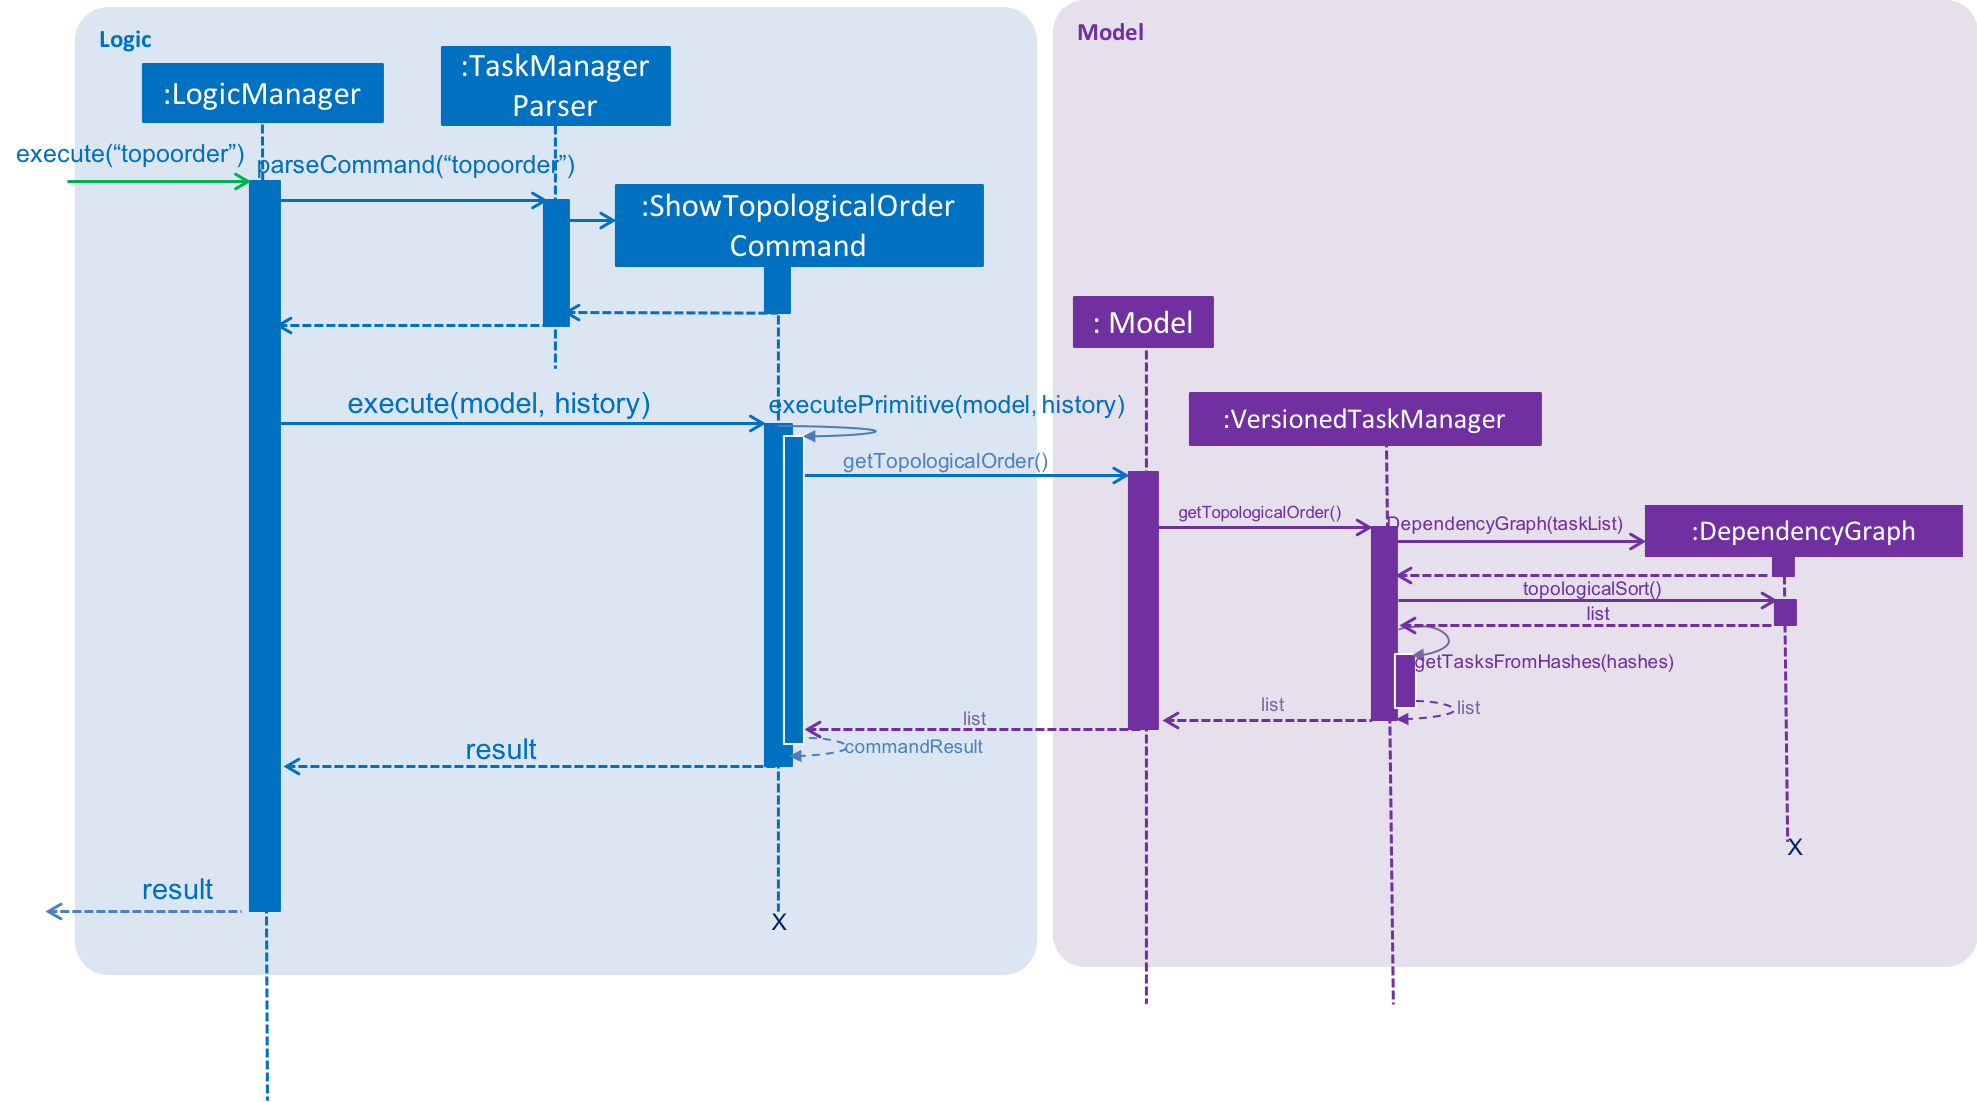 Logic
Model
:LogicManager
:TaskManager
Parser
execute(“topoorder”)
parseCommand(“topoorder”)
:ShowTopologicalOrder
Command
: Model
execute(model, history)
executePrimitive(model, history)
:VersionedTaskManager
getTopologicalOrder()
getTopologicalOrder()
DependencyGraph(taskList)
:DependencyGraph
topologicalSort()
list
getTasksFromHashes(hashes)
list
list
list
commandResult
result
X
result
X